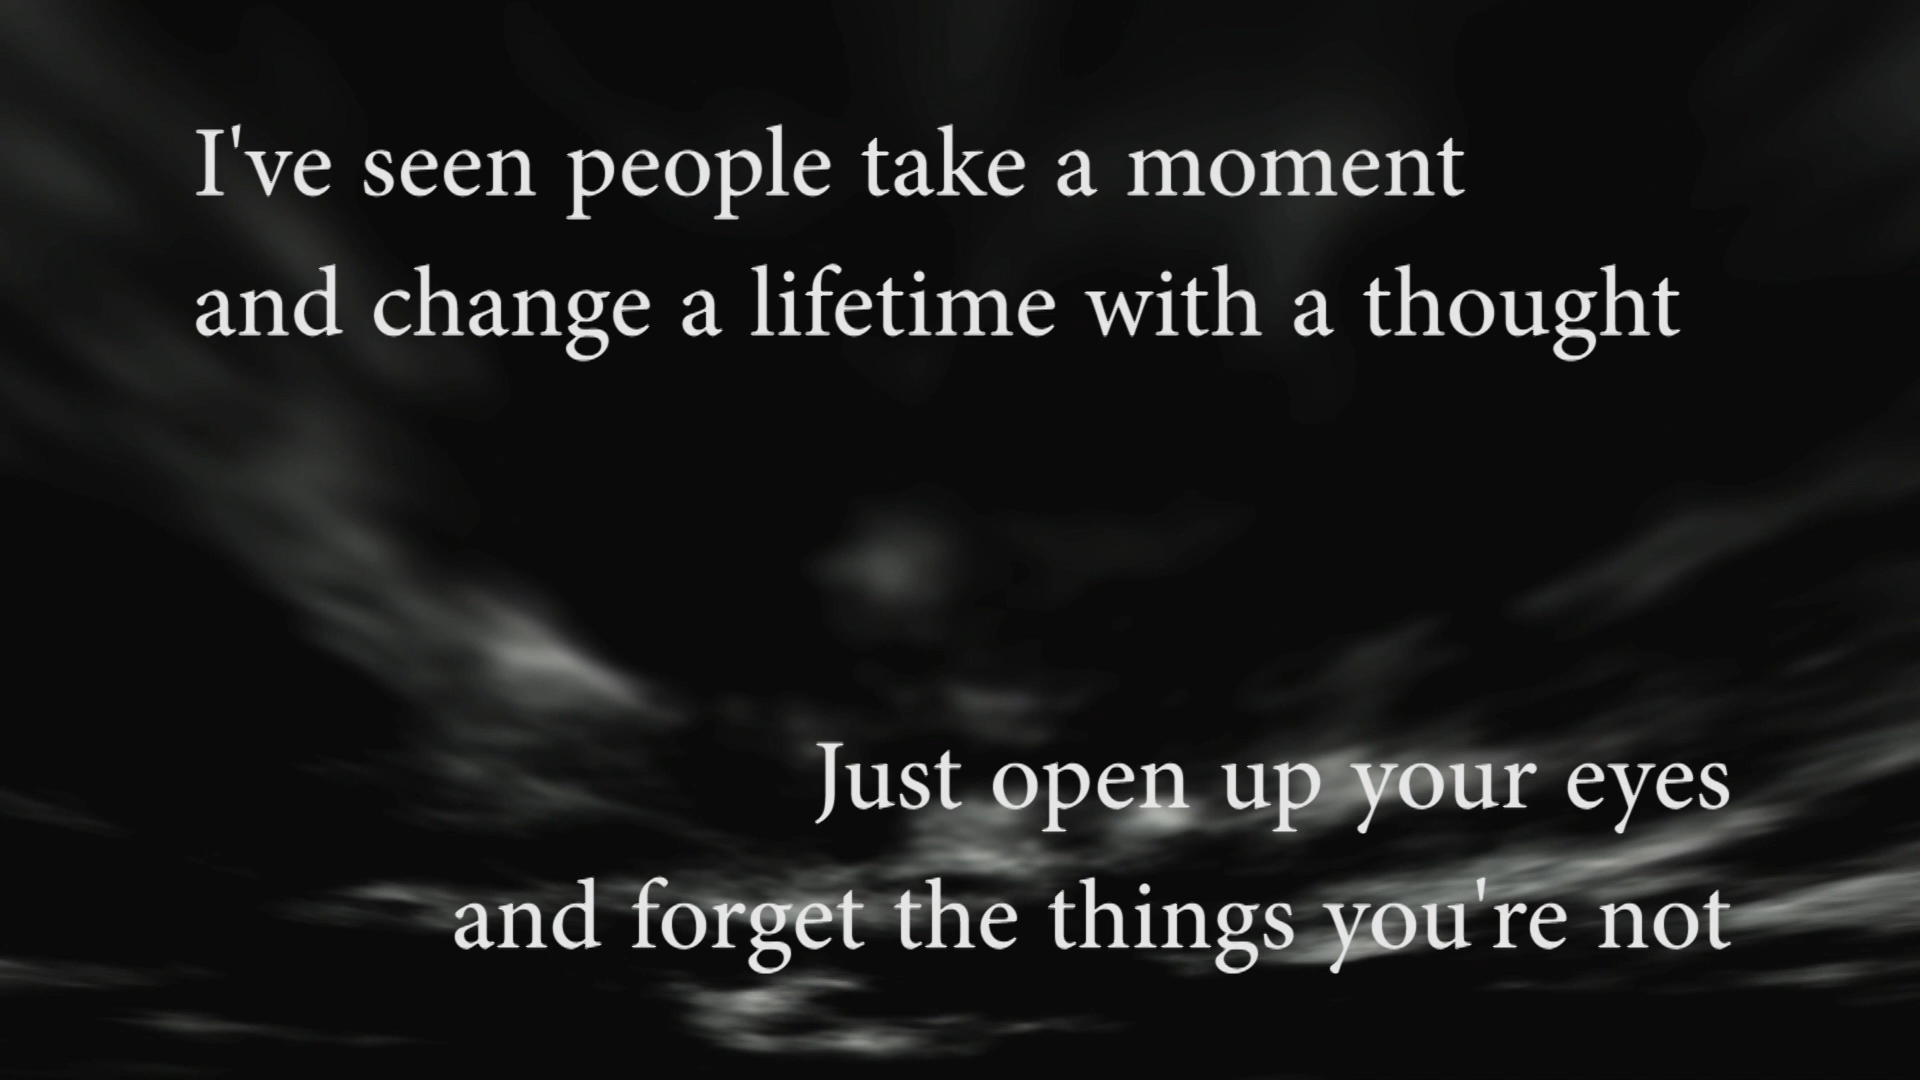 I've seen people take a moment
and change a lifetime with a thought
Just open up your eyes
and forget the things you're not